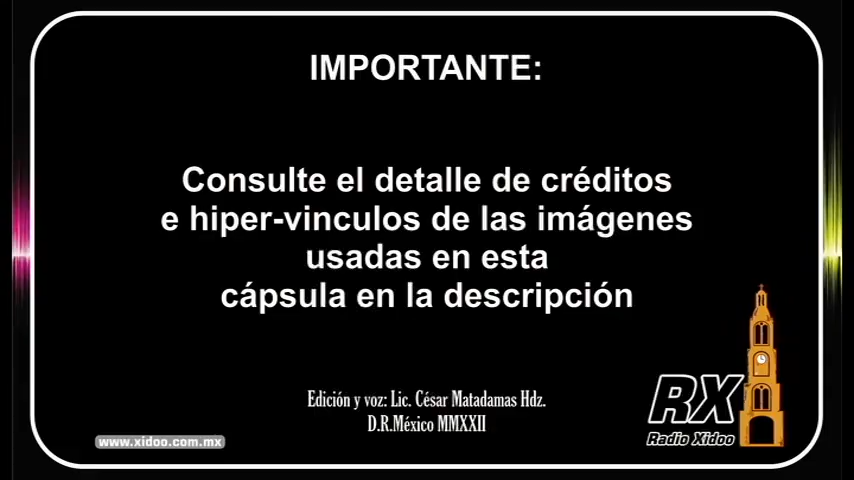 IMPORTANTE:
Consulte el detalle de créditos
e hiper-vinculos de las imágenes
usadas en esta
cápsula en la descripción
Edición y voz: Lic. César Matadamas Hdz.
D.R.México MMXXII
www.xidoo.com.mx
RX
Radio Xidoo